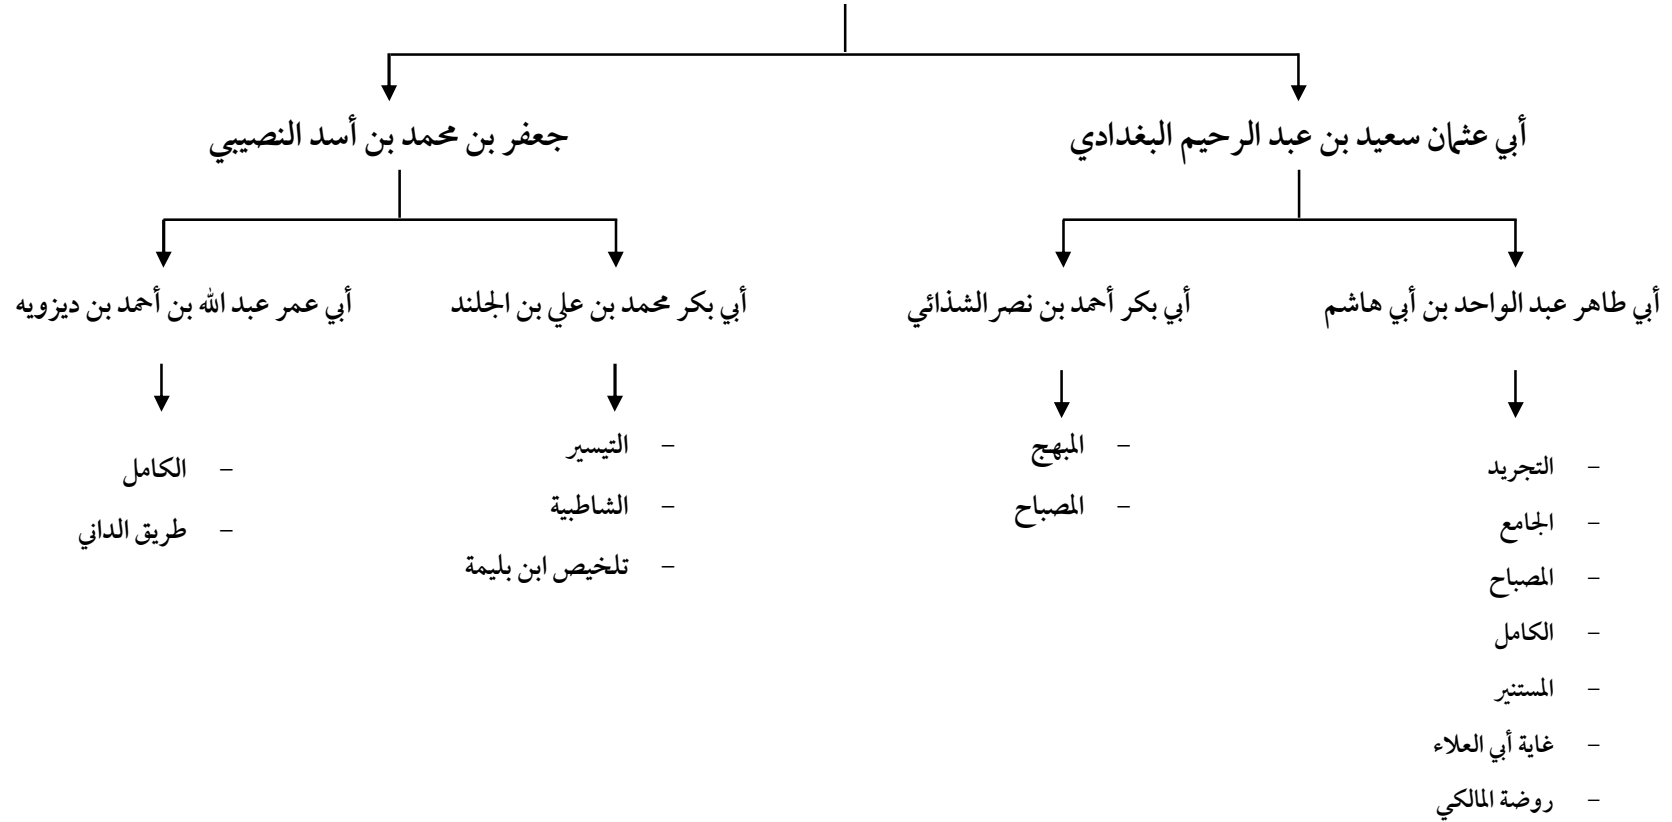 أبي عثمان سعيد بن عبد الرحيم البغدادي
جعفر بن محمد بن أسد النصيبي
أبي طاهر عبد الواحد بن أبي هاشم
أبي بكر أحمد بن نصر الشذائي
أبي بكر محمد بن علي بن الجلند
أبي عمر عبد الله بن أحمد بن ديزويه
- التجريد
- الجامع
- المصباح
- الكامل
- المستنير
- غاية أبي العلاء
- روضة المالكي
- المبهج
- المصباح
- التيسير
- الشاطبية
- تلخيص ابن بليمة
- الكامل
- طريق الداني